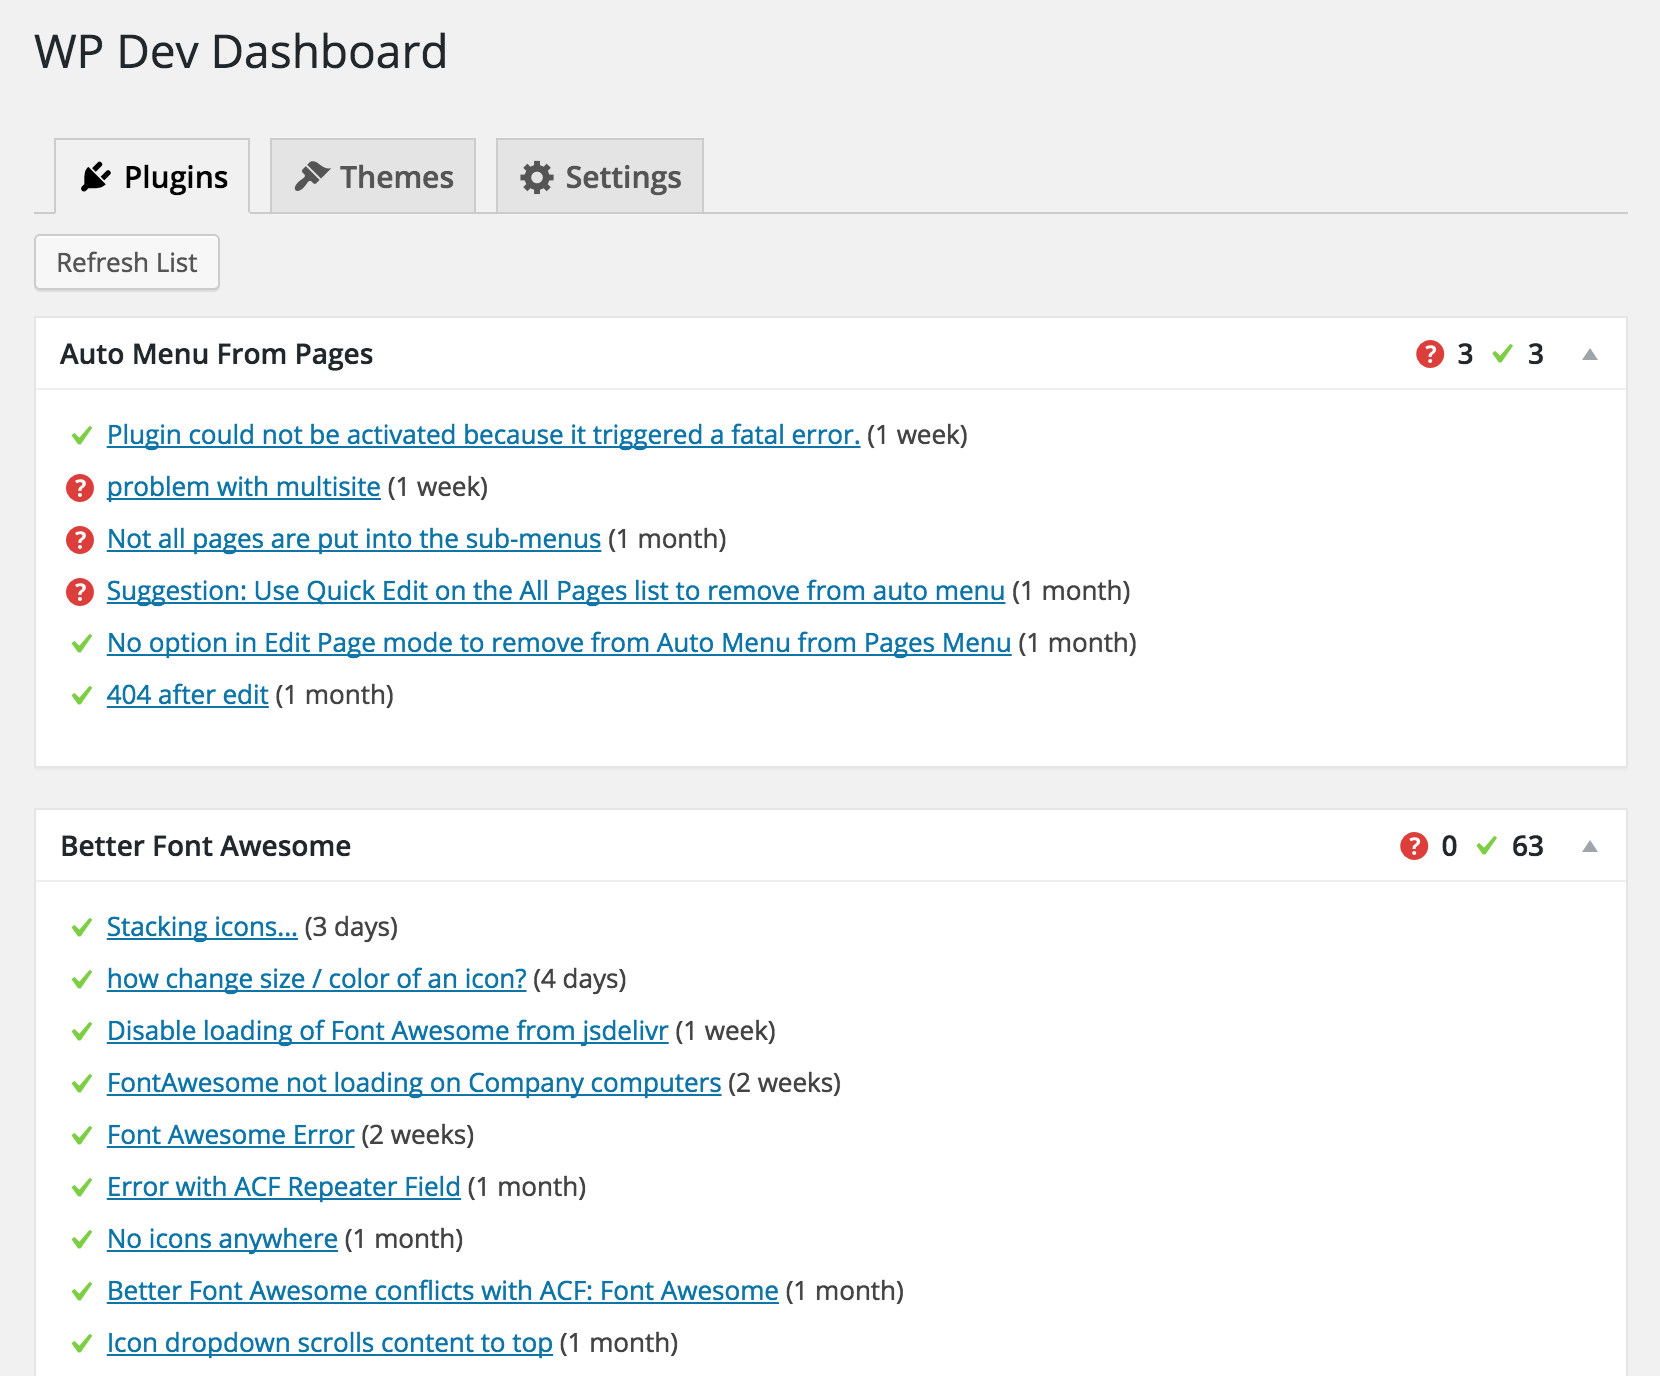 WP Dev Dashboard
Plugins Themes Settings
Refresh List
Auto Menu From Pages ? 3 3
Plugin could not be activated because it triggered a fatal error. (1 week)
? problem with multisite (1 week)
? Not all pages are put into the sub-menus (1 month)
? Suggestion: Use Quick Edit on the All Pages list to remove from auto menu (1 month)
No option in Edit Page mode to remove from Auto Menu from Pages Menu (1 month)
404 after edit (1 month)
Better Font Awesome ? 0 63
Stacking icons... (3 days)
how change size / color of an icon? (4 days)
Disable loading of Font Awesome from jsdelivr (1 week)
FontAwesome not loading on Company computers (2 weeks)
Font Awesome Error (2 weeks)
Error with ACF Repeater Field (1 month)
No icons anywhere (1 month)
Better Font Awesome conflicts with ACF: Font Awesome (1 month)
Icon dropdown scrolls content to top (1 month)